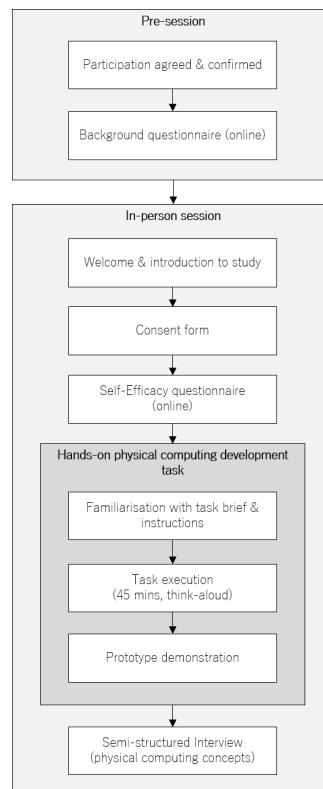 Pre-session
Participation agreed & confirmed
Background questionnaire (online)
In-person session
Welcome & introduction to study
Consent form
Self-Efficacy questionnaire
(online)
Hands-on physical computing development
task
Familiarisation with task brief &
instructions
Task execution
(45 mins, think-aloud)
Prototype demonstration
Semi-structured Interview
(physical computing concepts)